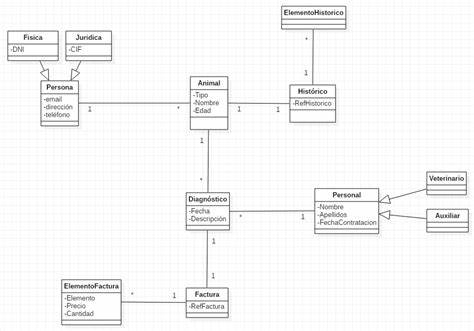 ElementoHistorico
Fisica
-DNI
Juridica
-CIF
Persona
-email
-dirección
-teléfono
1
*
Animal
-Tipo
-Nombre
-Edad
1
1
*
1
Histórico
-RefHistorico
1
*
Diagnóstico
-Fecha
-Descripción
*
1
Personal
-Nombre
-Apellidos
-FechaContratacion
Veterinario
Auxiliar
1
1
ElementoFactura
-Elemento
-Precio
-Cantidad
*
1
Factura
-RefFactura